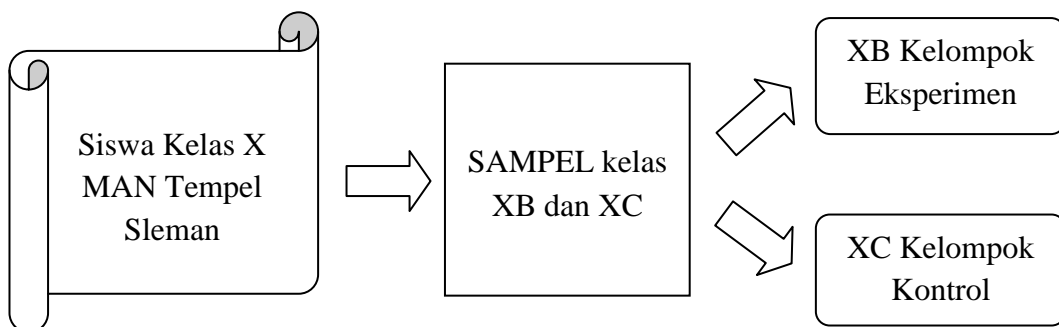 Siswa Kelas X
MAN Tempel
Sleman
SAMPEL kelas
XB dan XC
XB Kelompok
Eksperimen
XC Kelompok
Kontrol